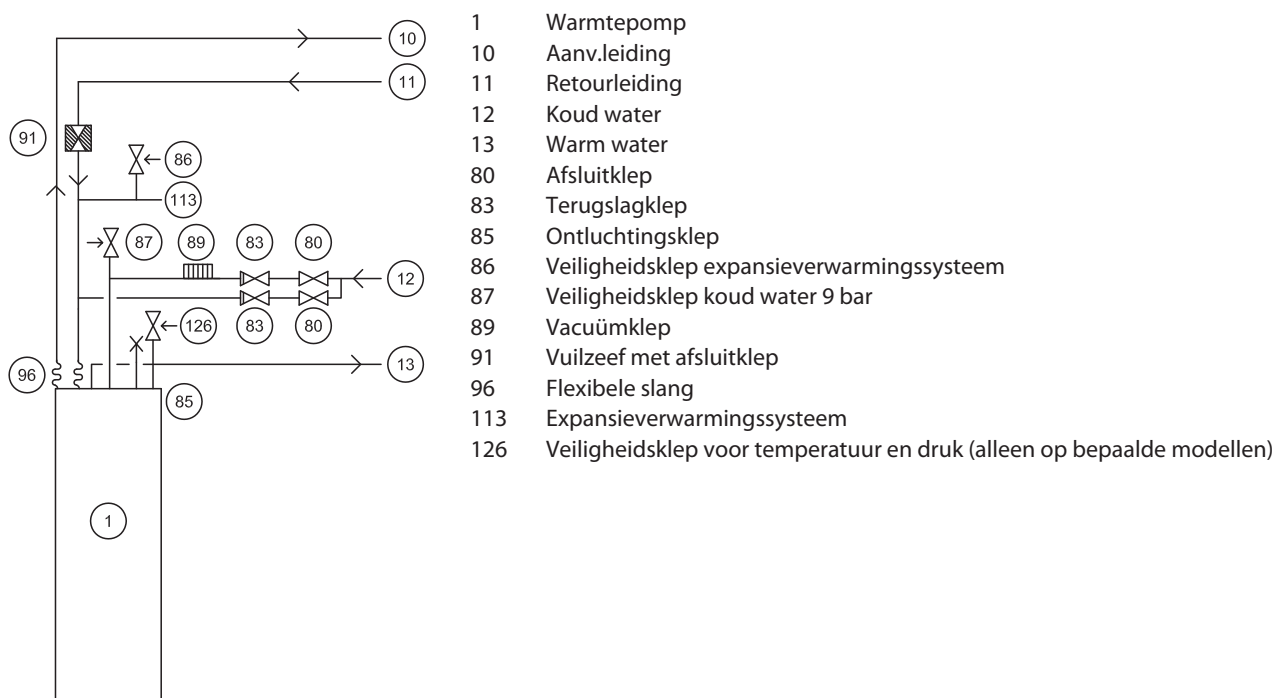 10
11
91
86
113
87
89
83
80
12
126
83
80
13
96
85
1
1 Warmtepomp
10 Aanv.leiding
11 Retourleiding
12 Koud water
13 Warm water
80 Afsluitklep
83 Terugslagklep
85 Ontluchtingsklep
86 Veiligheidsklep expansieverwarmingssysteem
87 Veiligheidsklep koud water 9 bar
89 Vacuümklep
91 Vuilzeef met afsluitklep
96 Flexibele slang
113 Expansieverwarmingssysteem
126 Veiligheidsklep voor temperatuur en druk (alleen op bepaalde modellen)